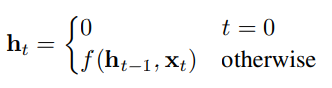 h_t = { 0    t = 0
f(h_{t−1}, x_t)    otherwise